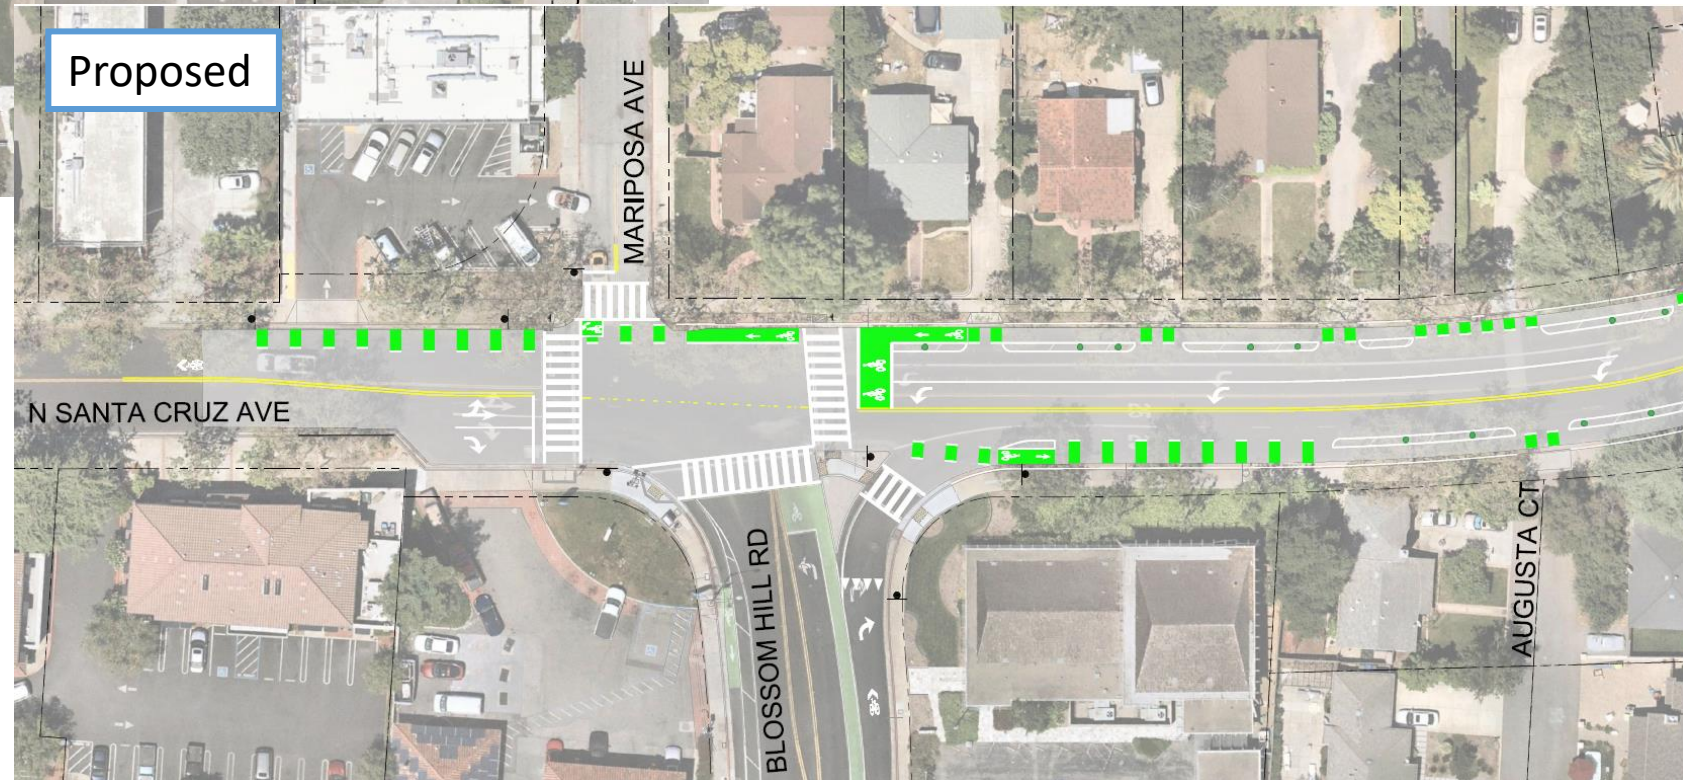 Proposed
MARIPOSA AVE
N SANTA CRUZ AVE
BLOSSOM HILL RD
AUGUSTA CT